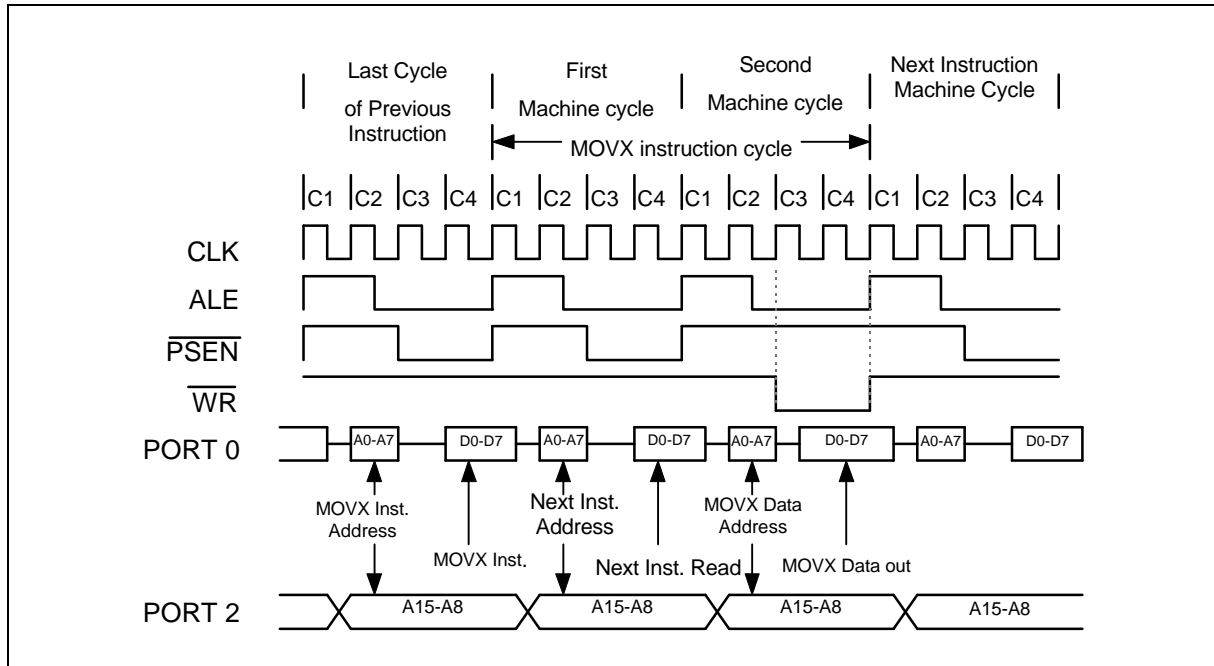 Last Cycle
of Previous
Instruction
First
Machine cycle
Second
Machine cycle
Next Instruction
Machine Cycle
MOVX instruction cycle
C1 C2 C3 C4 C1 C2 C3 C4 C1 C2 C3 C4 C1 C2 C3 C4
CLK
ALE
PSEN
WR
PORT 0
A0-A7 D0-D7 A0-A7 D0-D7 A0-A7 D0-D7 A0-A7 D0-D7
MOVX Inst.
Address
MOVX Inst.
Next Inst.
Address
Next Inst. Read
MOVX Data
Address
MOVX Data out
PORT 2
A15-A8 A15-A8 A15-A8 A15-A8